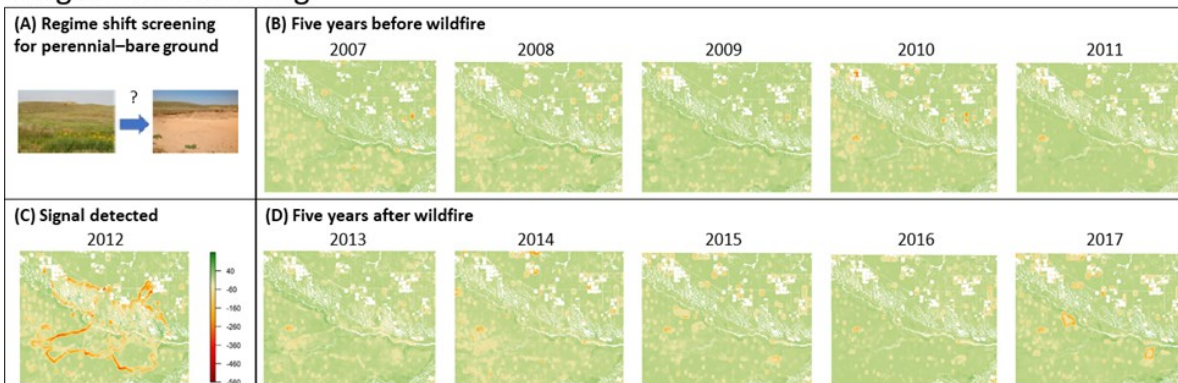 (A) Regime shift screening
for perennial–bare ground
?
(B) Five years before wildfire
2007 2008 2009 2010 2011
(C) Signal detected
2012
40
-60
-160
-260
-360
-460
-560
(D) Five years after wildfire
2013 2014 2015 2016 2017